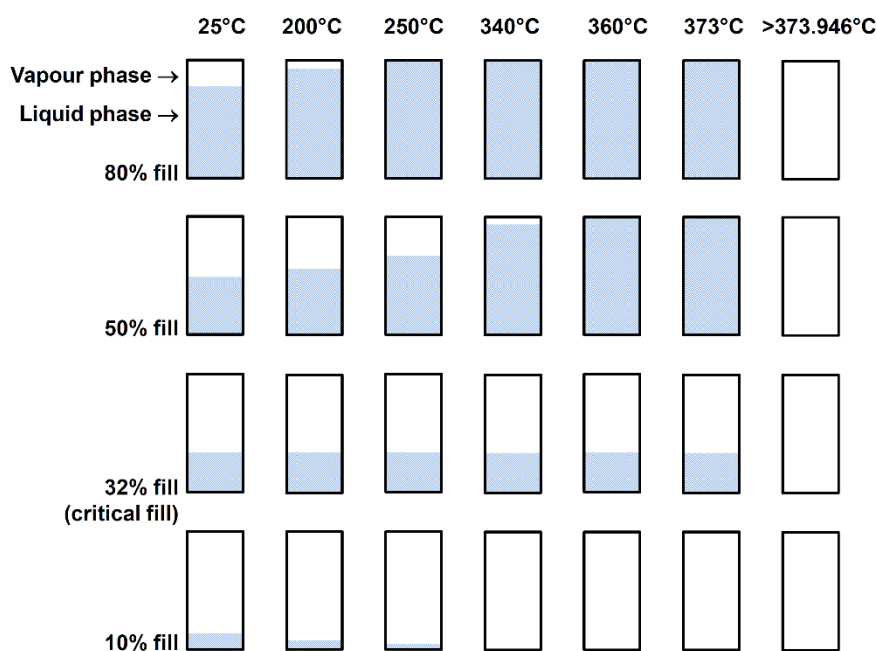 25°C 200°C 250°C 340°C 360°C 373°C >373.946°C
Vapour phase →
Liquid phase →
80% fill
50% fill
32% fill
(critical fill)
10% fill